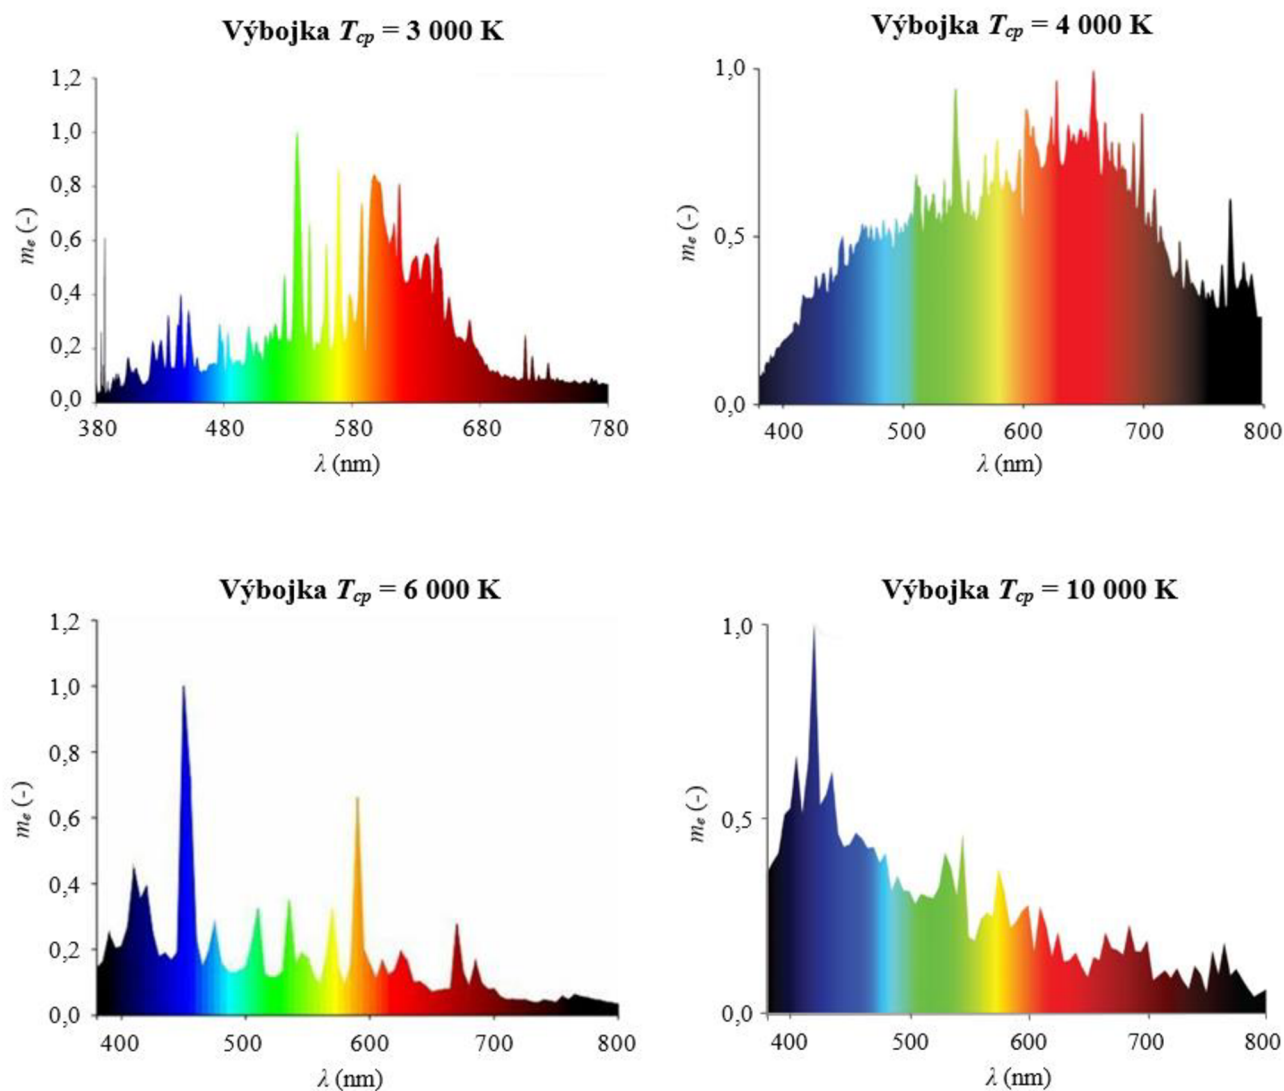 Výbojka Tcp = 3 000 K
1,2
1,0
0,8
0,6
0,4
0,2
0,0
me (-)
380 480 580 680 780
λ (nm)
Výbojka Tcp = 4 000 K
1,0
0,5
0,0
me (-)
400 500 600 700 800
λ (nm)
Výbojka Tcp = 6 000 K
1,2
1,0
0,8
0,6
0,4
0,2
0,0
me (-)
400 500 600 700 800
λ (nm)
Výbojka Tcp = 10 000 K
1,0
0,5
0,0
me (-)
400 500 600 700 800
λ (nm)